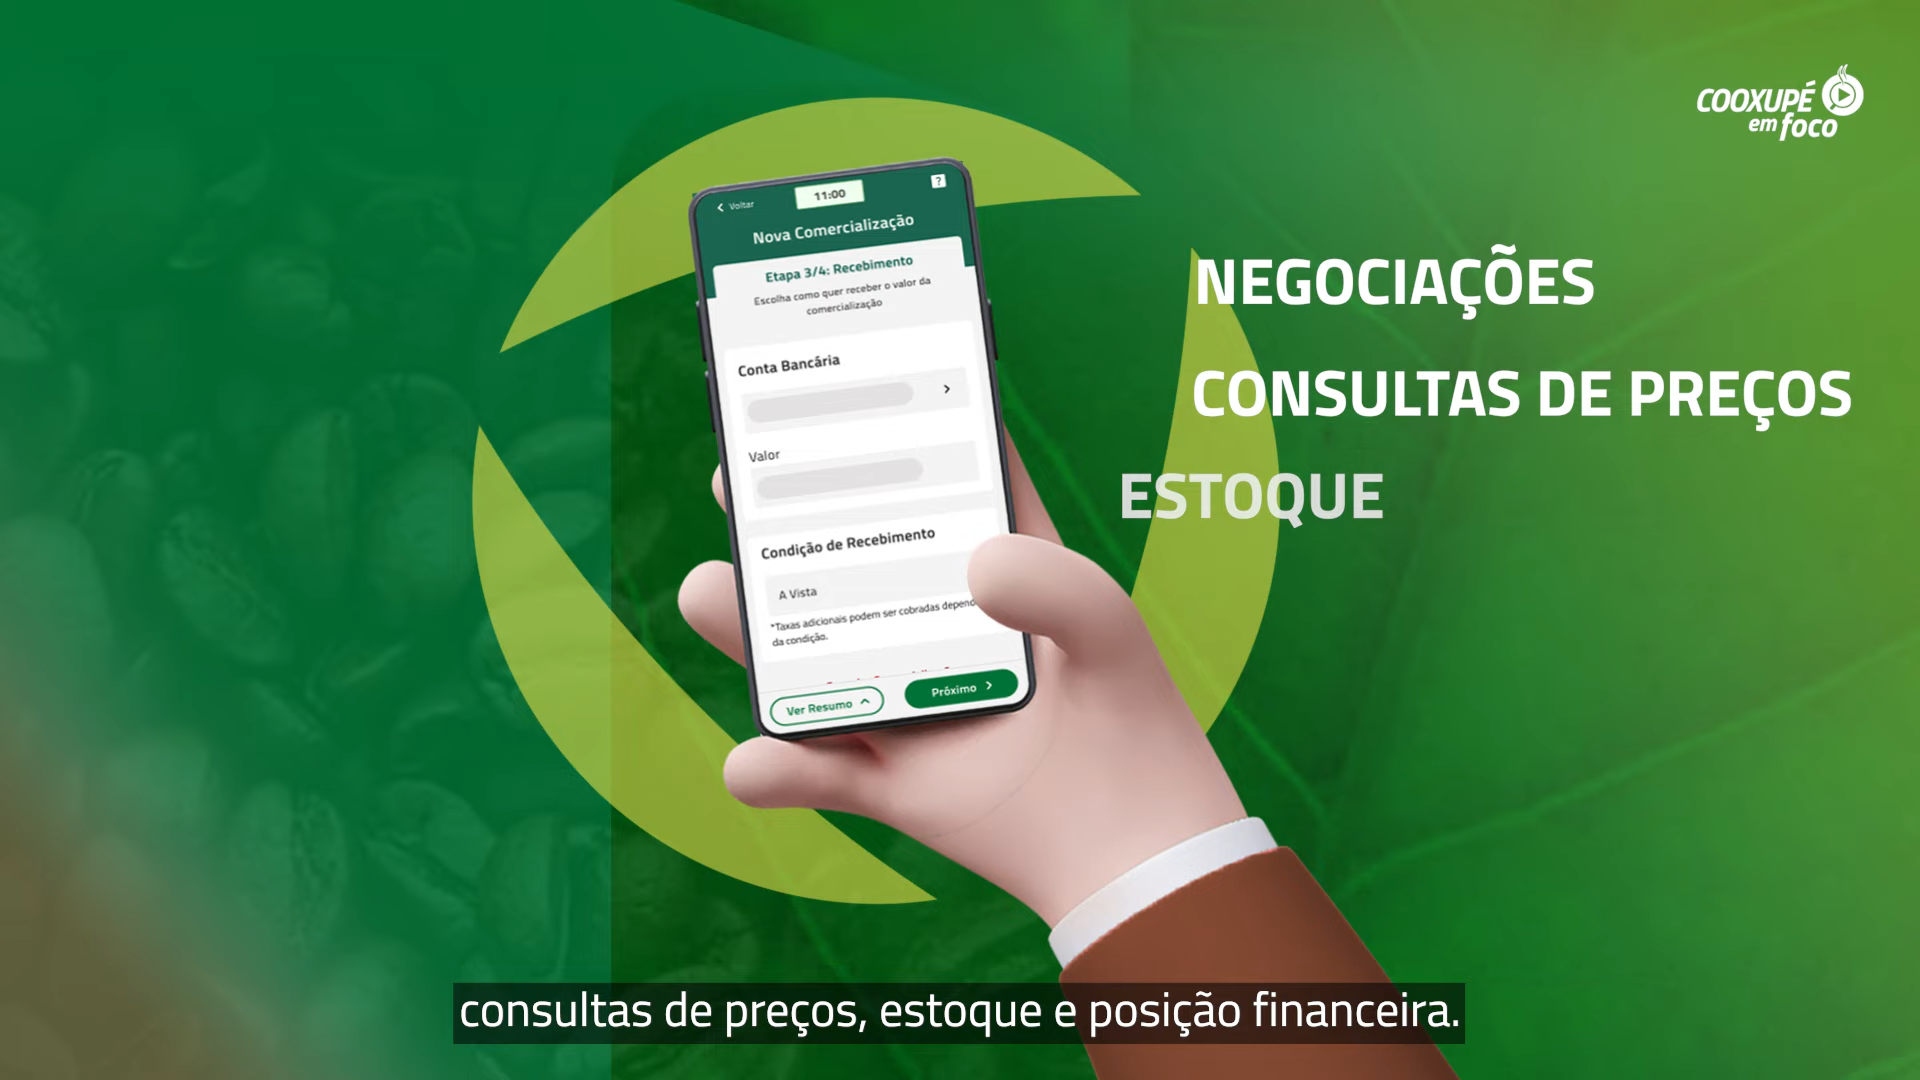 COOXUPÉ
em foco
Voltar
11:00
?
Nova Comercialização
Etapa 3/4: Recebimento
Escolha como quer receber o valor da
comercialização
Conta Bancária
Valor
Condição de Recebimento
A Vista
*Taxas adicionais podem ser cobradas depend
da condição.
Ver Resumo
Próximo
NEGOCIAÇÕES
CONSULTAS DE PREÇOS
ESTOQUE
consultas de preços, estoque e posição financeira.